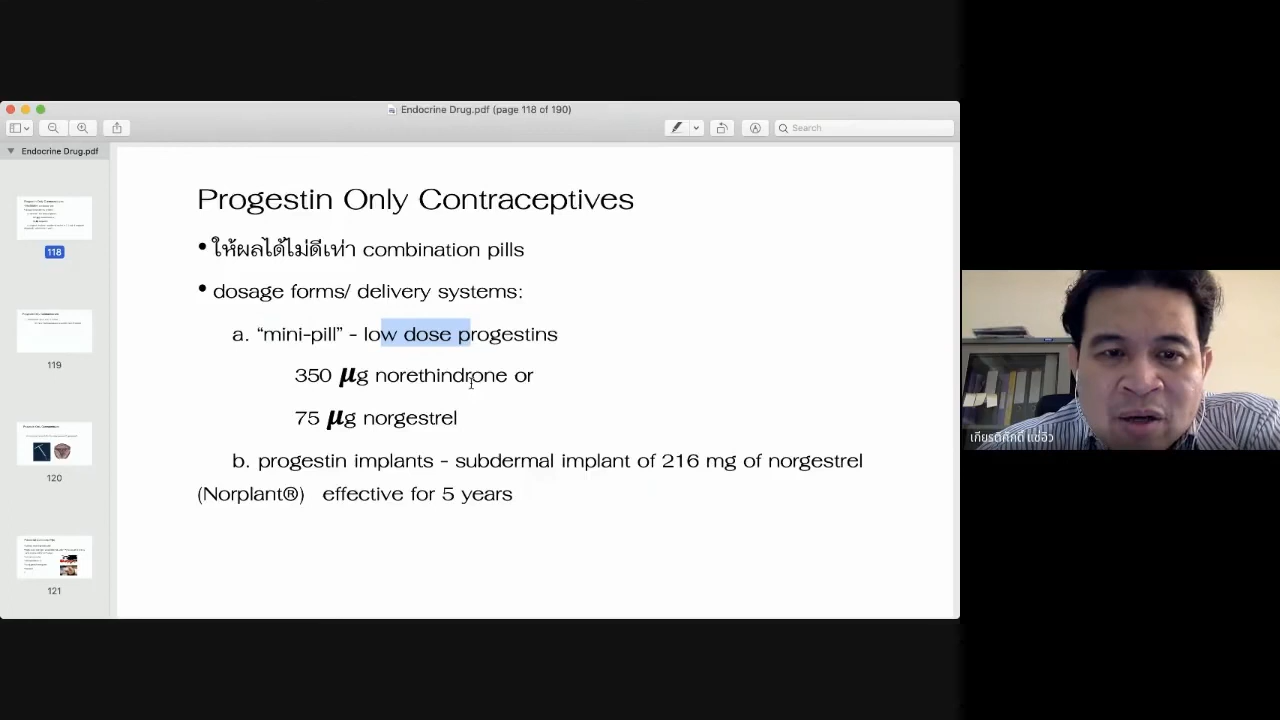 Endocrine Drug.pdf (page 118 of 190)
Search
Endocrine Drug.pdf
118
119
120
121
Progestin Only Contraceptives
• ให้ผลได้ไม่ดีเท่า combination pills
• dosage forms/ delivery systems:
a. “mini-pill” - low dose progestins
350 µg norethindrone or
75 µg norgestrel
b. progestin implants - subdermal implant of 216 mg of norgestrel
(Norplant®) effective for 5 years
เกียรติศักดิ์ แซ่อิว